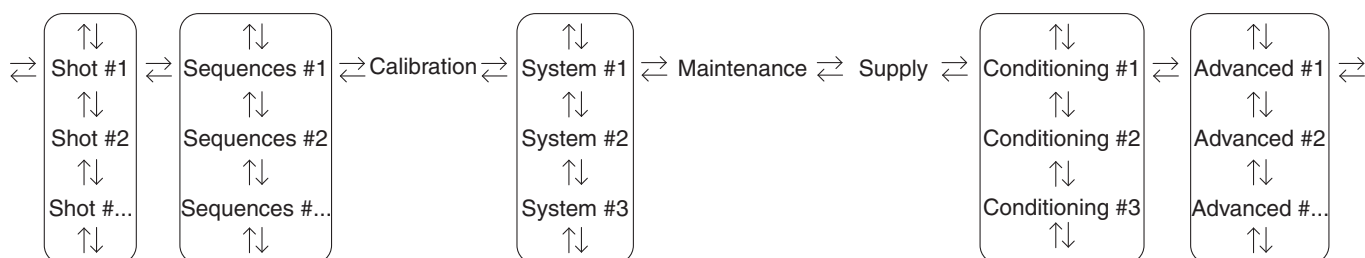 Shot #1 Sequences #1 Calibration System #1 Maintenance Supply Conditioning #1 Advanced #1
Shot #2 Sequences #2 System #2 Conditioning #2 Advanced #2
Shot #... Sequences #... System #3 Conditioning #3 Advanced #...